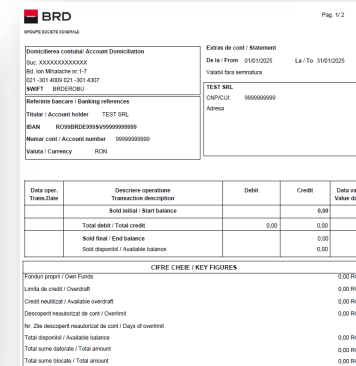 BRD
Pag. 1/ 2
GROUPE SOCIETE GENERALE
Domicilierea contului/ Account Domiciliation
Suc. XXXXXXXXXXXXX
Bd. Ion Mihalache nr.1-7
021 -301.4009 021 -301.4307
SWIFT BRDEROBU
Extras de cont / Statement
De la / From 01/01/2025 La / To 31/01/2025
Valabil fara semnatura
Referinte bancare / Banking references
Titular / Account holder TEST SRL
IBAN RO99BRDE999SV99999999999
Numar cont / Account number 99999999999
Valuta / Currency RON
TEST SRL
CNP/CUI: 9999999999
Adresa
Data oper. Descriere operatiune Debit Credit Data va
Trans.Date Transaction description Value da
Sold initial / Start balance 0,00
Total debit / Total credit 0,00 0,00
Sold final / End balance 0,00
Sold disponibil / Available balance 0,00
CIFRE CHEIE / KEY FIGURES
Fonduri proprii / Own Funds 0,00 R
Limita de credit / Overdraft 0,00 R
Credit neutilizat / Available overdraft 0,00 R
Descoperit neautorizat de cont / Overlimit 0,00 R
Nr. Zile descoperit neautorizat de cont / Days of overlimit
Total disponibil / Available balance 0,00 R
Total sume datorate / Total amount 0,00 R
Total sume blocate / Total amount 0,00 R